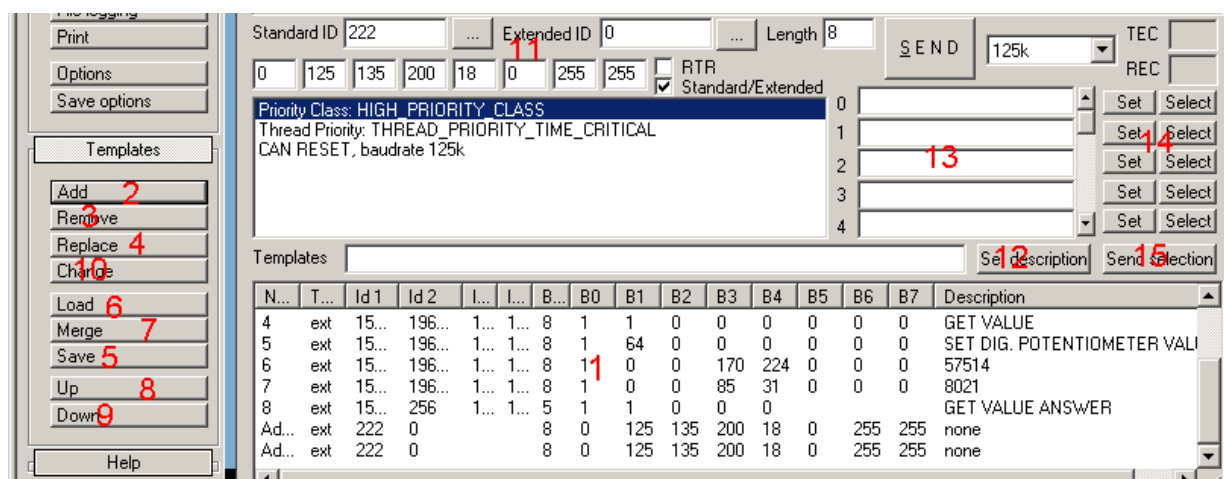 File logging
Print
Options
Save options
Templates
Add 2
Remove 3
Replace 4
Change 10
Load 6
Merge 7
Save 5
Up 8
Down 9
Help
Standard ID 222 ... Extended ID 0 ... Length 8
11
SEND 125k TEC
REC
0 125 135 200 18 0 255 255 RTR
Standard/Extended
Priority Class: HIGH_PRIORITY_CLASS
Thread Priority: THREAD_PRIORITY_TIME_CRITICAL
CAN RESET, baudrate 125k
0 Set Select
1 Set Select
14
2 13 Set Select
3 Set Select
4 Set Select
Templates Set description 12 Send selection 15
N... T... Id 1 Id 2 I... I... B... B0 B1 B2 B3 B4 B5 B6 B7 Description
4 ext 15... 196... 1... 1... 8 1 1 0 0 0 0 0 0 GET VALUE
5 ext 15... 196... 1... 1... 8 1 64 0 0 0 0 0 0 SET DIG. POTENTIOMETER VALU
6 ext 15... 196... 1... 1... 8 1 0 0 170 224 0 0 0 57514
1
7 ext 15... 196... 1... 1... 8 1 0 0 85 31 0 0 0 8021
8 ext 15... 256 1... 1... 5 1 1 0 0 0 GET VALUE ANSWER
Ad... ext 222 0 8 0 125 135 200 18 0 255 255 none
Ad... ext 222 0 8 0 125 135 200 18 0 255 255 none